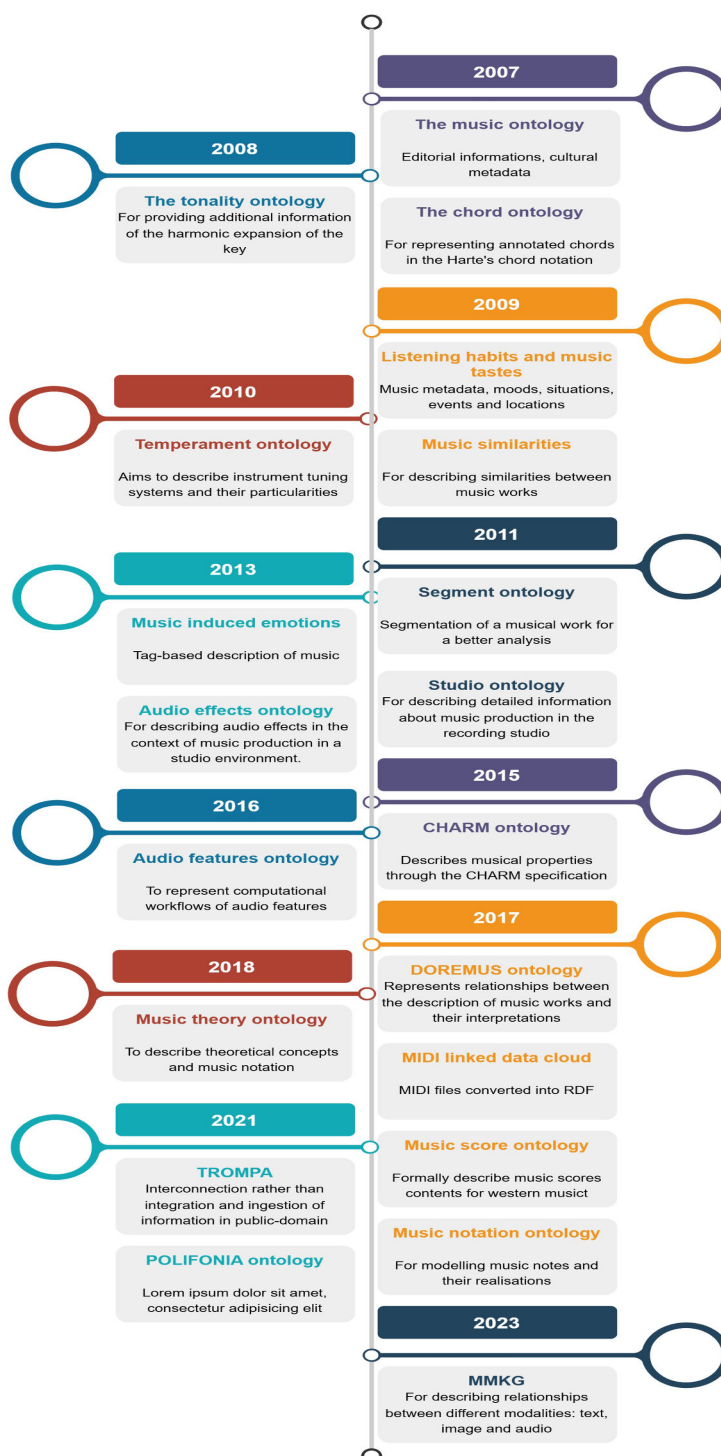 2007
The music ontology
Editorial informations, cultural
metadata
The chord ontology
For representing annotated chords
in the Harte's chord notation
2008
The tonality ontology
For providing additional information
of the harmonic expansion of the
key
2009
Listening habits and music
tastes
Music metadata, moods, situations,
events and locations
Music similarities
For describing similarities between
music works
2010
Temperament ontology
Aims to describe instrument tuning
systems and their particularities
2011
Segment ontology
Segmentation of a musical work for
a better analysis
Studio ontology
For describing detailed information
about music production in the
recording studio
2013
Music induced emotions
Tag-based description of music
Audio effects ontology
For describing audio effects in the
context of music production in a
studio environment.
2015
CHARM ontology
Describes musical properties
through the CHARM specification
2016
Audio features ontology
To represent computational
workflows of audio features
2017
DOREMUS ontology
Represents relationships between
the description of music works and
their interpretations
MIDI linked data cloud
MIDI files converted into RDF
Music score ontology
Formally describe music scores
contents for western musict
Music notation ontology
For modelling music notes and
their realisations
2018
Music theory ontology
To describe theoretical concepts
and music notation
2021
TROMPA
Interconnection rather than
integration and ingestion of
information in public-domain
POLIFONIA ontology
Lorem ipsum dolor sit amet,
consectetur adipisicing elit
2023
MMKG
For describing relationships
between different modalities: text,
image and audio